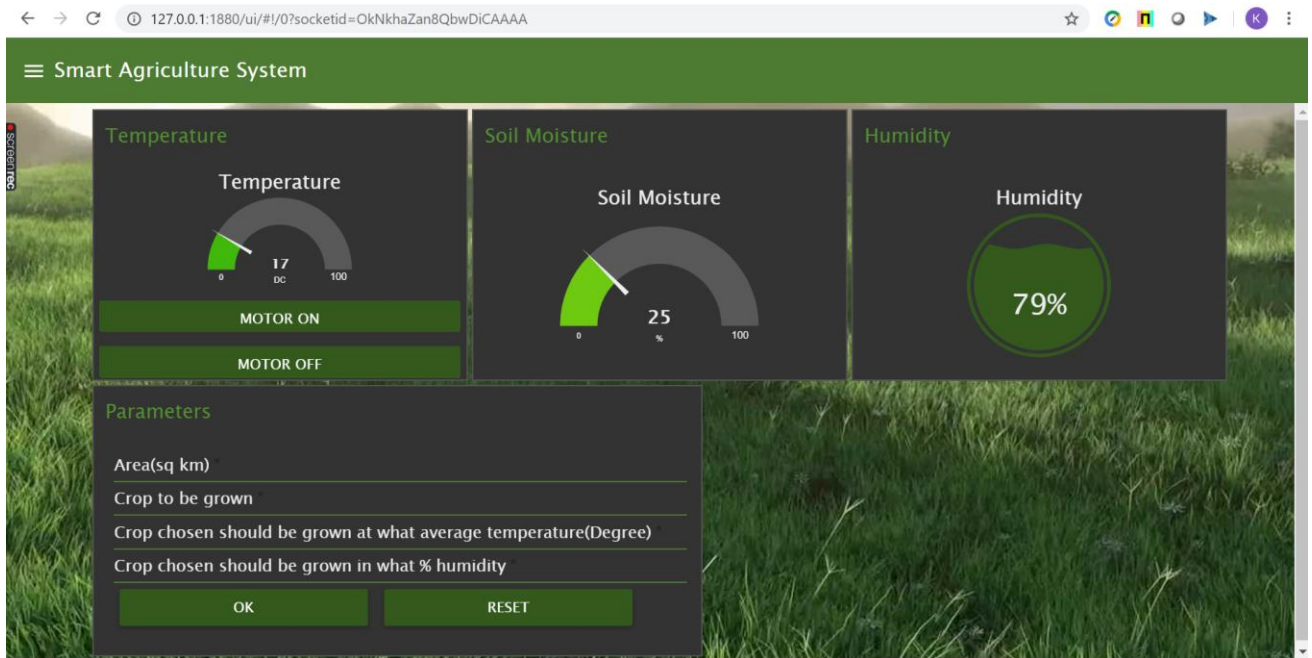 127.0.0.1:1880/ui/#!/0?socketid=OkNkhaZan8QbwDiCAAAA
K
Smart Agriculture System
screenrec
Temperature
Temperature
17
DC
0
100
MOTOR ON
MOTOR OFF
Soil Moisture
Soil Moisture
25
%
0
100
Humidity
Humidity
79%
Parameters
Area(sq km) *
Crop to be grown *
Crop chosen should be grown at what average temperature(Degree) *
Crop chosen should be grown in what % humidity *
OK
RESET